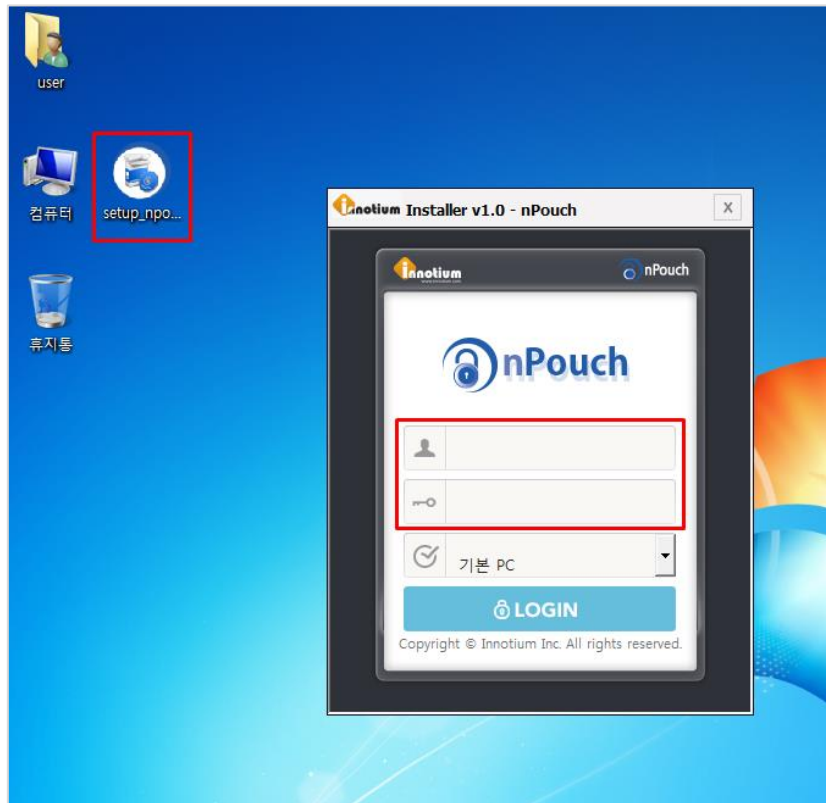 user
컴퓨터
setup_npo...
휴지통
innotium Installer v1.0 - nPouch
X
innotium
nPouch
nPouch
기본 PC
LOGIN
Copyright © Innotium Inc. All rights reserved.